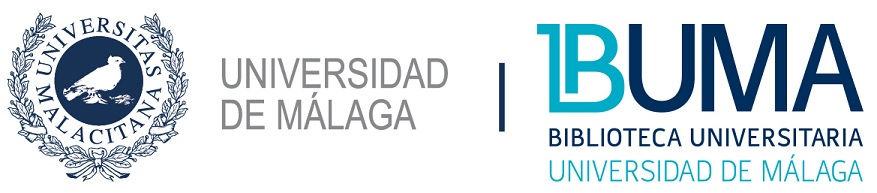 UNIVERSITAS MALACITANA
UNIVERSIDAD
DE MÁLAGA
BUMA
BIBLIOTECA UNIVERSITARIA
UNIVERSIDAD DE MÁLAGA